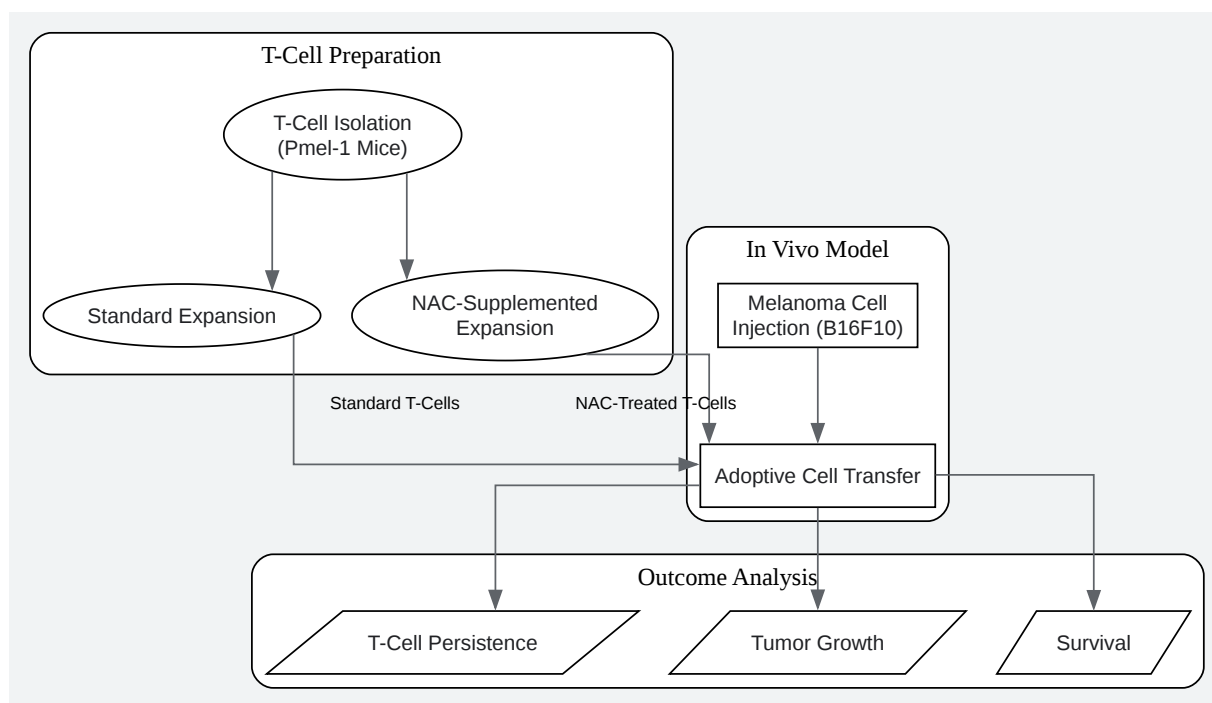 T-Cell Preparation
T-Cell Isolation
(Pmel-1 Mice)
Standard Expansion
NAC-Supplemented
Expansion
In Vivo Model
Melanoma Cell
Injection (B16F10)
Standard T-Cells
NAC-Treated T-Cells
Adoptive Cell Transfer
Outcome Analysis
T-Cell Persistence
Tumor Growth
Survival